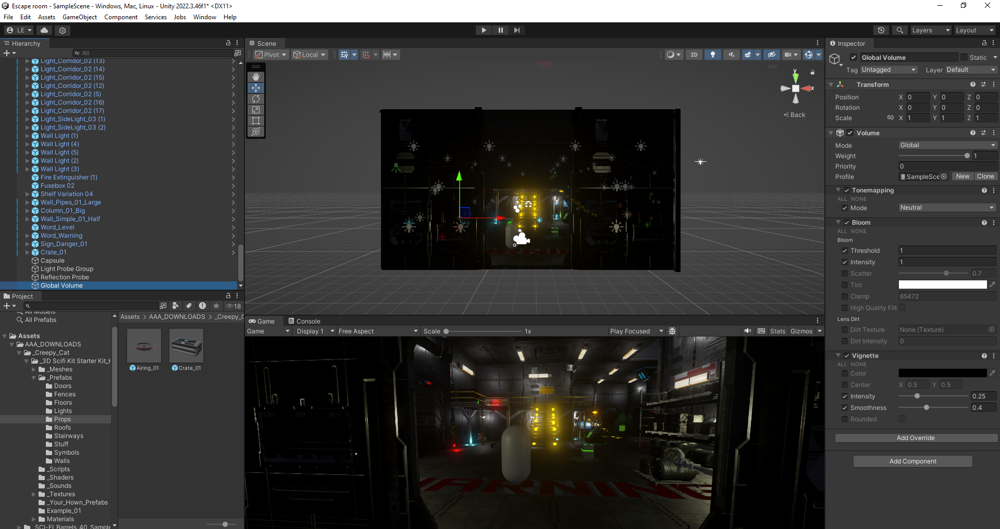 Escape room - SampleScene - Windows, Mac, Linux - Unity 2022.3.46f1* <DX11>
File Edit Assets GameObject Component Services Jobs Window Help
LE
Layers
Layout
Hierarchy
All
Light_Corridor_02 (13)
Light_Corridor_02 (14)
Light_Corridor_02 (15)
Light_Corridor_02 (12)
Light_Corridor_02 (5)
Light_Corridor_02 (16)
Light_Corridor_02 (17)
Light_SideLight_03 (1)
Light_SideLight_03 (2)
Wall Light (1)
Wall Light (4)
Wall Light (5)
Wall Light (2)
Wall Light (3)
Fire Extinguisher (1)
Fusebox 02
Shelf Variation 04
Wall_Pipes_01_Large
Column_01_Big
Wall_Simple_01_Half
Word_Level
Word_Warning
Sign_Danger_01
Crate_01
Capsule
Light Probe Group
Reflection Probe
Global Volume
Project
18
All Models
All Prefabs
Assets
AAA_DOWNLOADS
_Creepy_Cat
_3D Scifi Kit Starter Kit_H
_Meshes
_Prefabs
Doors
Fences
Floors
Lights
Props
Roofs
Stairways
Stuff
Symbols
Walls
_Scripts
_Shaders
_Sounds
_Textures
_Your_Hown_Prefabs
Example_01
Materials
SCI-FI Barrels 40 Sample
Assets > AAA_DOWNLOADS > _Creepy_C
Airing_01
Crate_01
Scene
Pivot
Local
2D
y
x
Back
Game
Console
Game
Display 1
Free Aspect
Scale
1x
Play Focused
Stats
Gizmos
WARNING
Inspector
Global Volume
Static
Tag Untagged
Layer Default
Transform
Position X 0 Y 0 Z 0
Rotation X 0 Y 0 Z 0
Scale X 1 Y 1 Z 1
Volume
Mode Global
Weight 1
Priority 0
Profile SampleSce New Clone
Tonemapping
ALL NONE
Mode Neutral
Bloom
ALL NONE
Bloom
Threshold 1
Intensity 1
Scatter 0.7
Tint
Clamp 65472
High Quality Filt
Lens Dirt
Dirt Texture None (Texture)
Dirt Intensity 0
Vignette
ALL NONE
Color
Center X 0.5 Y 0.5
Intensity 0.25
Smoothness 0.4
Rounded
Add Override
Add Component